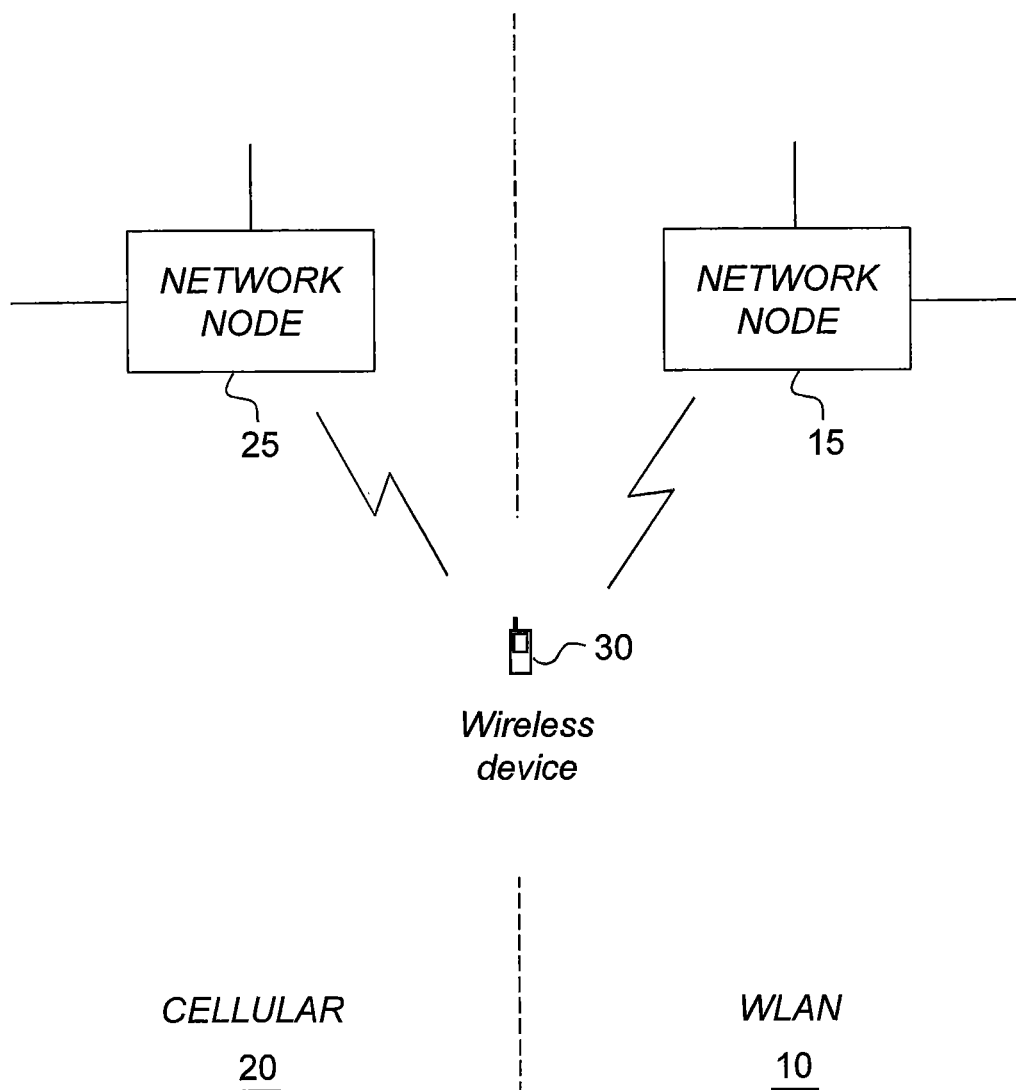 NETWORK
NODE
25
NETWORK
NODE
15
30
Wireless
device
CELLULAR
20
WLAN
10